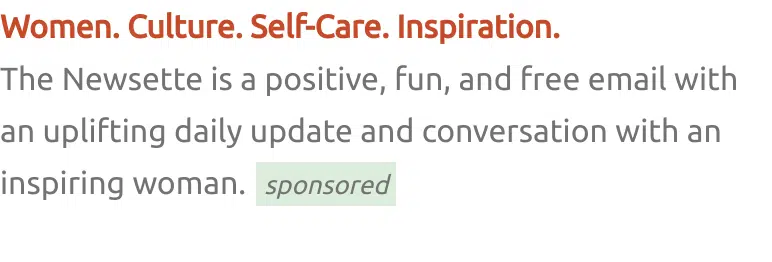 Women. Culture. Self-Care. Inspiration.
The Newsette is a positive, fun, and free email with
an uplifting daily update and conversation with an
inspiring woman. sponsored